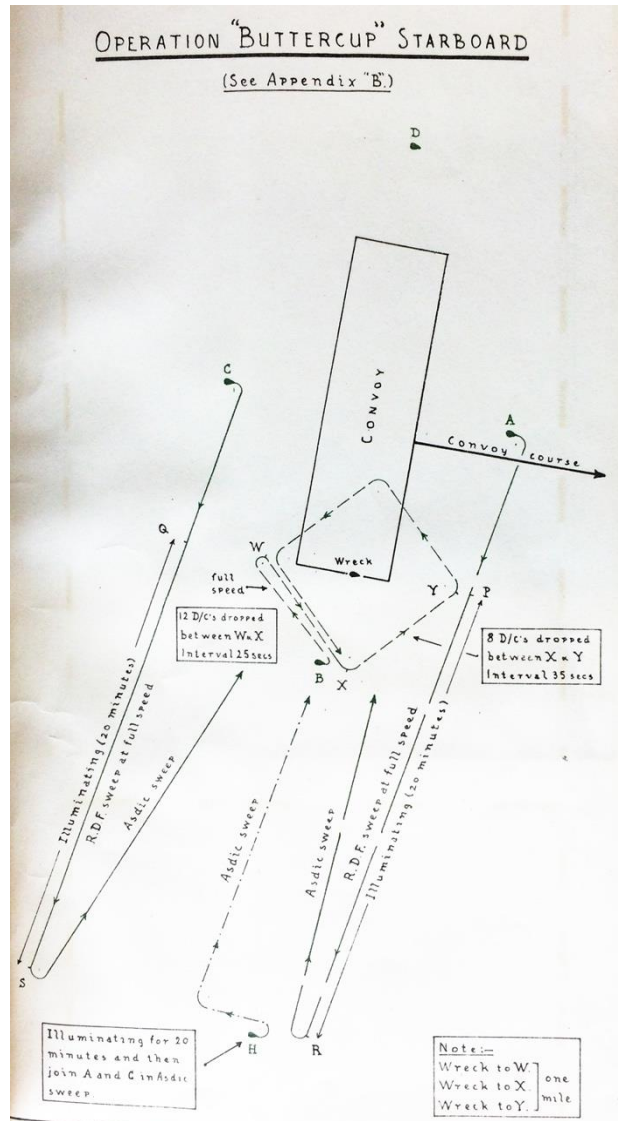 OPERATION "BUTTERCUP" STARBOARD
(See Appendix "B".)
D
C
CONVOY
A
Convoy course
Q
W
Wreck
Y
P
full
speed
12 D/C's dropped
between W & X
Interval 25 secs
B
X
8 D/C's dropped
between X & Y
Interval 35 secs
Illuminating (20 minutes)
R.D.F. sweep at full speed
Asdic sweep
Asdic sweep
Asdic sweep
R.D.F. sweep at full speed
Illuminating (20 minutes)
S
H
R
Illuminating for 20
minutes and then
join A and C in Asdic
sweep.
Note:-
Wreck to W.
Wreck to X.
Wreck to Y.
one
mile